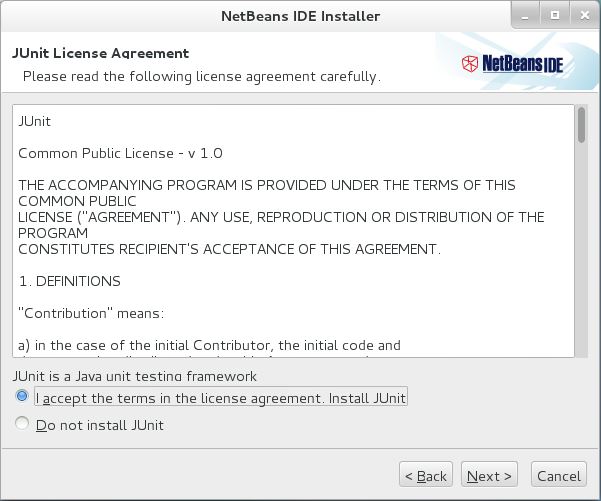 NetBeans IDE Installer
JUnit License Agreement
Please read the following license agreement carefully.
NetBeans IDE
JUnit
Common Public License - v 1.0
THE ACCOMPANYING PROGRAM IS PROVIDED UNDER THE TERMS OF THIS
COMMON PUBLIC
LICENSE ("AGREEMENT"). ANY USE, REPRODUCTION OR DISTRIBUTION OF THE
PROGRAM
CONSTITUTES RECIPIENT'S ACCEPTANCE OF THIS AGREEMENT.
1. DEFINITIONS
"Contribution" means:
a) in the case of the initial Contributor, the initial code and
JUnit is a Java unit testing framework
I accept the terms in the license agreement. Install JUnit
Do not install JUnit
< Back Next > Cancel